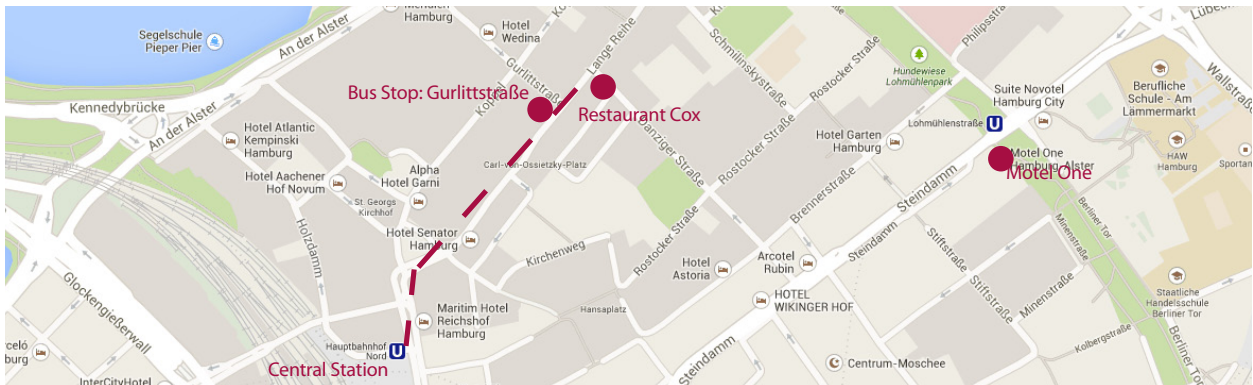 Meridien
Hamburg
Segelschule
Pieper Pier
An der Alster
Hotel
Wedina
Lange Reihe
Philipsstraße
Lübec
Wallstraße
Gurlittstraße
Koppel
Schmilinskystraße
Rostocker Straße
Hundewiese
Lohmühlenpark
Suite Novotel
Hamburg City
Berufliche
Schule - Am
Lämmermarkt
Bus Stop: Gurlittstraße
Restaurant Cox
Kennedybrücke
An der Alster
Hotel Atlantic
Kempinski
Hamburg
Lohmühlenstraße
U
Hotel Garten
Hamburg
Danziger Straße
Rostocker Straße
Carl-von-Ossietzky-Platz
Alpha
Hotel Garni
Motel One
Hamburg-Alster
Motel One
HAW
Hamburg
Sportan
Hotel Aachener
Hof Novum
St. Georgs
Kirchhof
Steindamm
Brennerstraße
Berliner Tor
Minenstraße
Hotel Senator
Hamburg
Holzdamm
Kirchenweg
Rostocker Straße
Steindamm
Stiftstraße
Hotel
Astoria
Arcotel
Rubin
Glockengießerwall
Maritim Hotel
Reichshof
Hamburg
Hansaplatz
HOTEL
WIKINGER HOF
Stiftstraße
Minenstraße
Staatliche
Handelsschule
Berliner Tor
Hauptbahnhof
Nord
U
Central Station
Steindamm
Centrum-Moschee
Kolbergstraße
Berliner Tor
rceló
burg
InterCityHotel